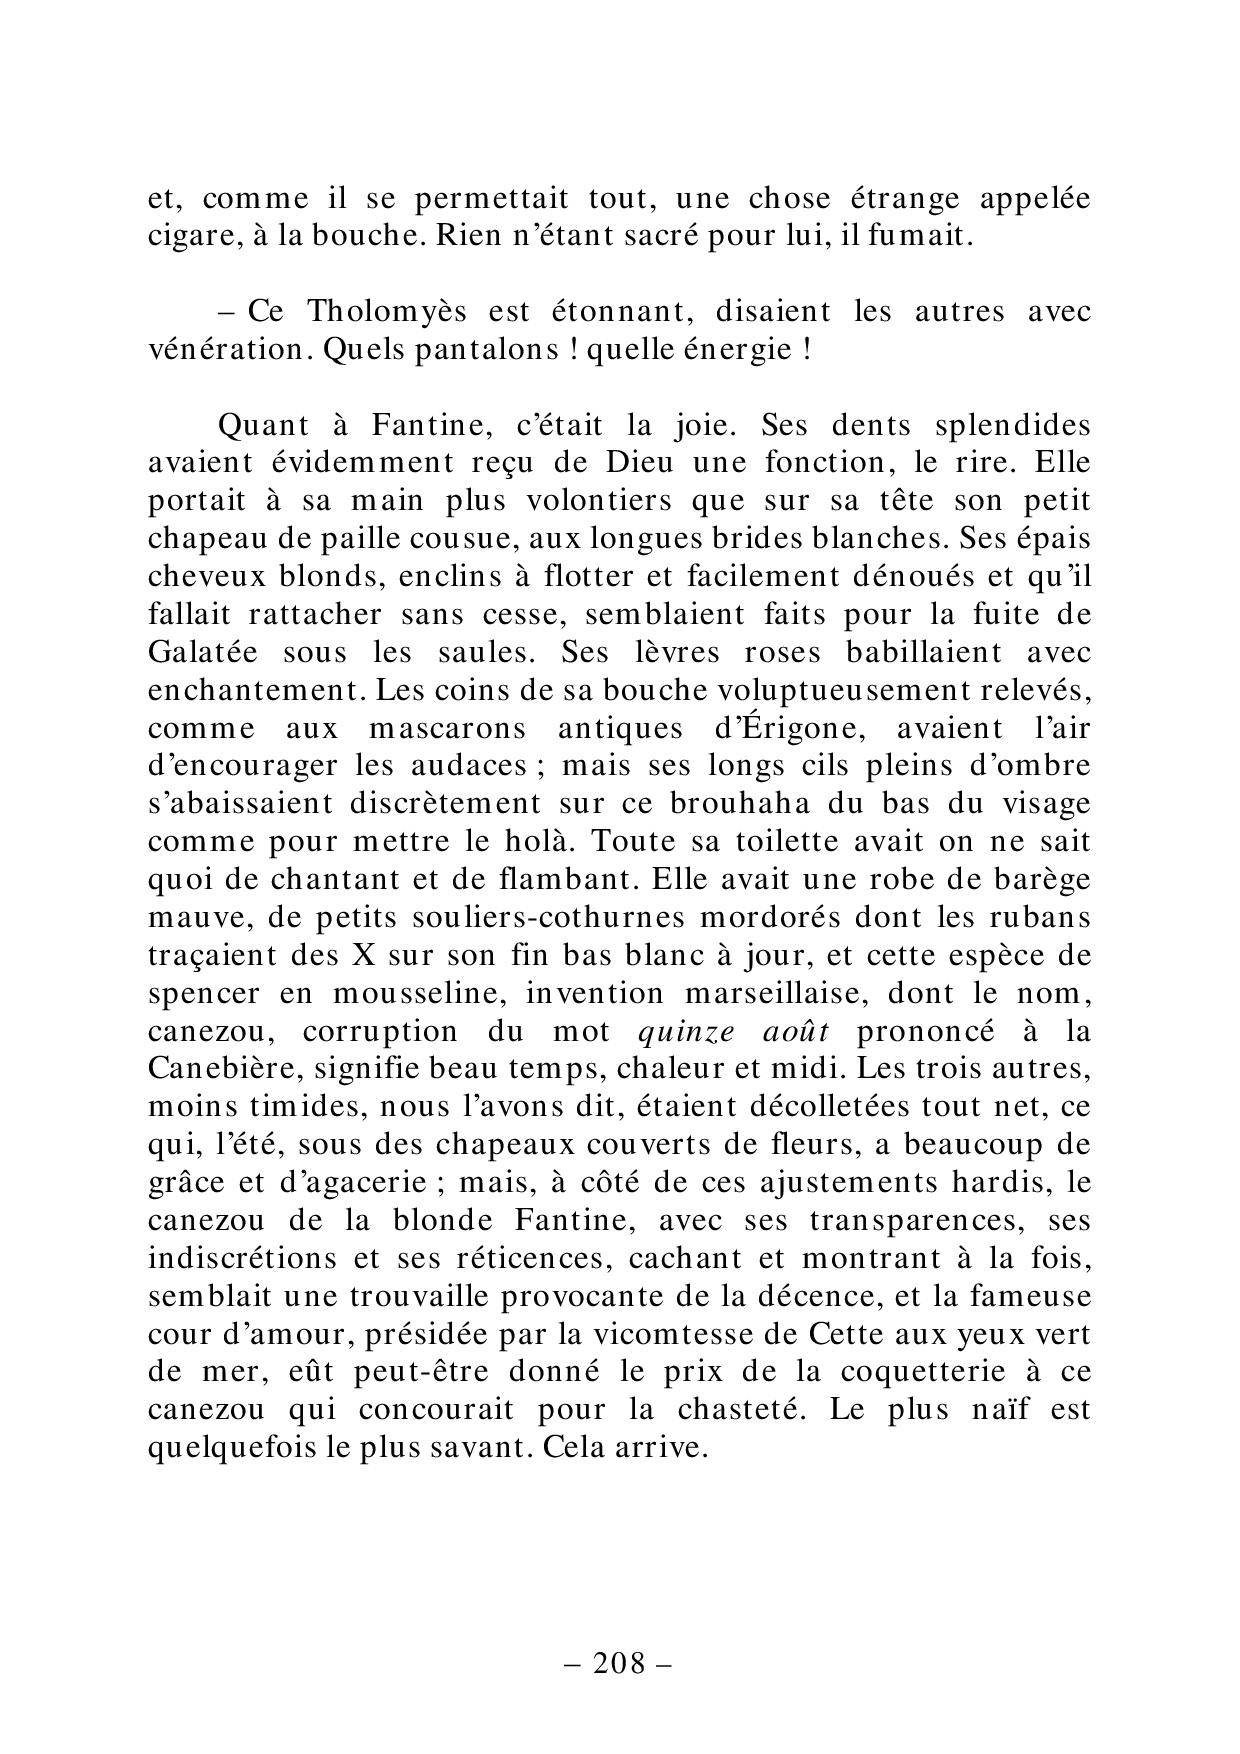 et, comme il se permettait tout, une chose étrange appelée
cigare, à la bouche. Rien n’étant sacré pour lui, il fumait.
– Ce Tholomyès est étonnant, disaient les autres avec
vénération. Quels pantalons ! quelle énergie !
Quant à Fantine, c’était la joie. Ses dents splendides
avaient évidemment reçu de Dieu une fonction, le rire. Elle
portait à sa main plus volontiers que sur sa tête son petit
chapeau de paille cousue, aux longues brides blanches. Ses épais
cheveux blonds, enclins à flotter et facilement dénoués et qu’il
fallait rattacher sans cesse, semblaient faits pour la fuite de
Galatée sous les saules. Ses lèvres roses babillaient avec
enchantement. Les coins de sa bouche voluptueusement relevés,
comme aux mascarons antiques d’Érigone, avaient l’air
d’encourager les audaces ; mais ses longs cils pleins d’ombre
s’abaissaient discrètement sur ce brouhaha du bas du visage
comme pour mettre le holà. Toute sa toilette avait on ne sait
quoi de chantant et de flambant. Elle avait une robe de barège
mauve, de petits souliers-cothurnes mordorés dont les rubans
traçaient des X sur son fin bas blanc à jour, et cette espèce de
spencer en mousseline, invention marseillaise, dont le nom,
canezou, corruption du mot quinze août prononcé à la
Canebière, signifie beau temps, chaleur et midi. Les trois autres,
moins timides, nous l’avons dit, étaient décolletées tout net, ce
qui, l’été, sous des chapeaux couverts de fleurs, a beaucoup de
grâce et d’agacerie ; mais, à côté de ces ajustements hardis, le
canezou de la blonde Fantine, avec ses transparences, ses
indiscrétions et ses réticences, cachant et montrant à la fois,
semblait une trouvaille provocante de la décence, et la fameuse
cour d’amour, présidée par la vicomtesse de Cette aux yeux vert
de mer, eût peut-être donné le prix de la coquetterie à ce
canezou qui concourait pour la chasteté. Le plus naïf est
quelquefois le plus savant. Cela arrive.
– 208 –